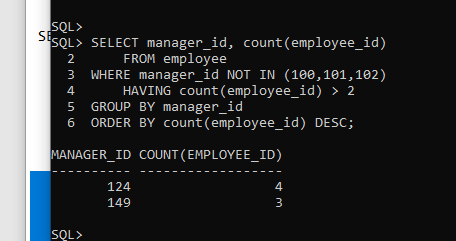 SE
SQL>
SQL> SELECT manager_id, count(employee_id)
  2      FROM employee
  3  WHERE manager_id NOT IN (100,101,102)
  4      HAVING count(employee_id) > 2
  5  GROUP BY manager_id
  6  ORDER BY count(employee_id) DESC;

MANAGER_ID COUNT(EMPLOYEE_ID)
---------- ------------------
       124                  4
       149                  3

SQL>